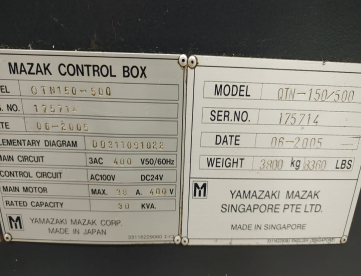 MAZAK CONTROL BOX
QTN150-500
NO. 175714
06-2005
ELEMENTARY DIAGRAM
MAIN CIRCUIT 3AC 400 V50/60Hz
CONTROL CIRCUIT AC100V DC24V
MAIN MOTOR MAX. 30 A. 400 V
RATED CAPACITY 30 KVA.
M YAMAZAKI MAZAK CORP.
MADE IN JAPAN
MODEL QTN-150/500
SER.NO. 175714
DATE 06-2005
WEIGHT 3800 kg 8360 LBS
M YAMAZAKI MAZAK
SINGAPORE PTE LTD.
MADE IN SINGAPORE